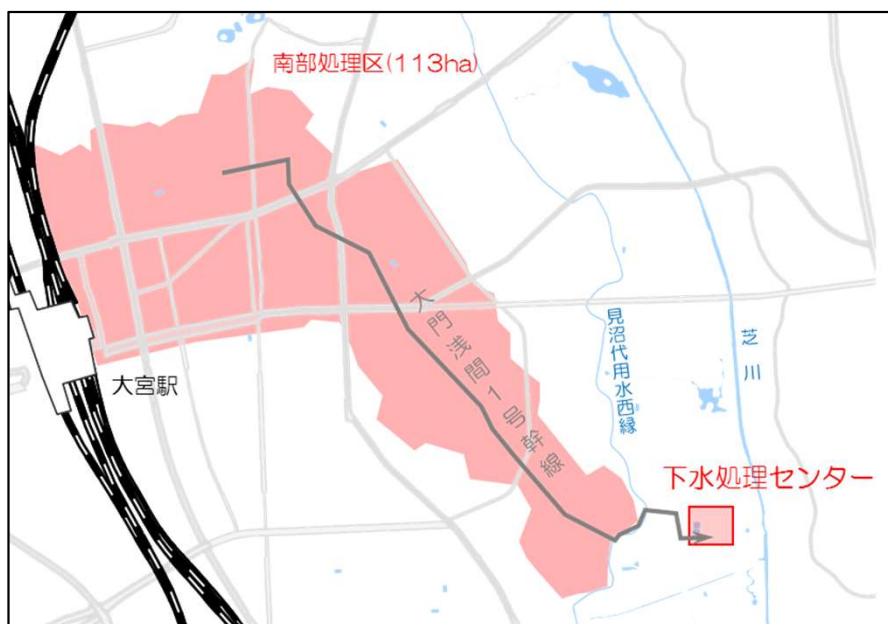 南部処理区(113ha)
大宮駅
大門浅間1号幹線
見沼代用水西縁
芝川
下水処理センター